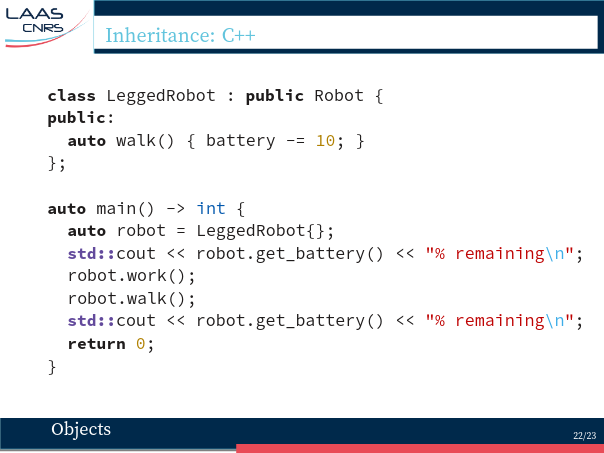 LAAS
CNRS
Inheritance: C++
class LeggedRobot : public Robot {
public:
  auto walk() { battery -= 10; }
};
auto main() -> int {
  auto robot = LeggedRobot{};
  std::cout << robot.get_battery() << "% remaining\n";
  robot.work();
  robot.walk();
  std::cout << robot.get_battery() << "% remaining\n";
  return 0;
}
Objects
22/23